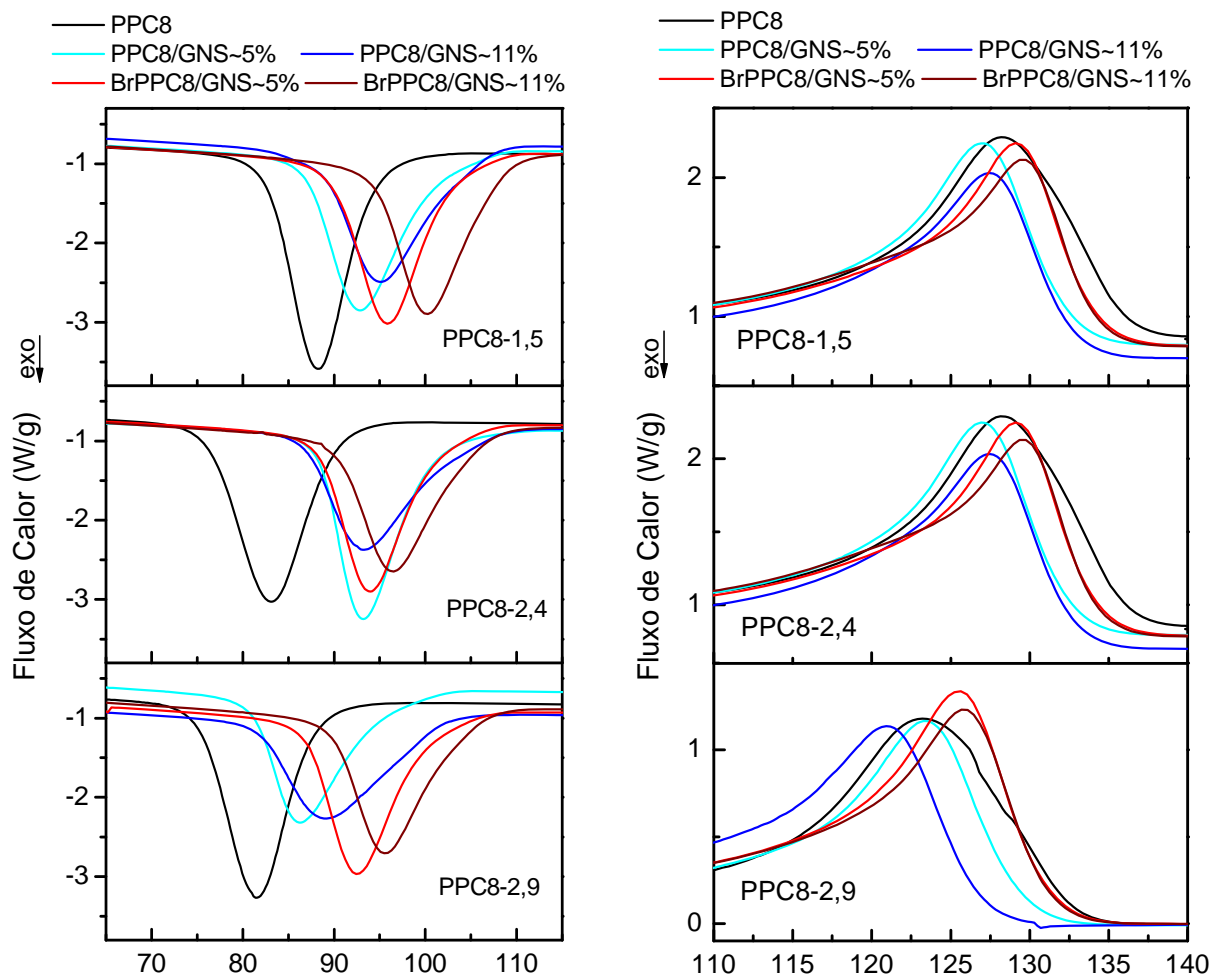 PPC8
PPC8/GNS~5% PPC8/GNS~11%
BrPPC8/GNS~5% BrPPC8/GNS~11%
-1
-2
-3
PPC8-1,5
-1
-2
-3
PPC8-2,4
-1
-2
-3
PPC8-2,9
70 80 90 100 110
exo
Fluxo de Calor (W/g)
PPC8
PPC8/GNS~5% PPC8/GNS~11%
BrPPC8/GNS~5% BrPPC8/GNS~11%
2
1
PPC8-1,5
2
1
PPC8-2,4
1
0
PPC8-2,9
110 115 120 125 130 135 140
exo
Fluxo de Calor (W/g)